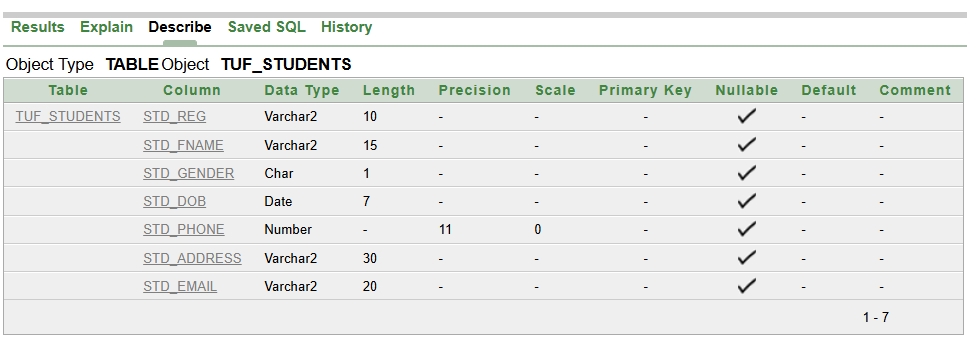 Results Explain Describe Saved SQL History
Object Type TABLE Object TUF_STUDENTS
Table Column Data Type Length Precision Scale Primary Key Nullable Default Comment
TUF_STUDENTS STD_REG Varchar2 10 - - - - -
STD_FNAME Varchar2 15 - - - - -
STD_GENDER Char 1 - - - - -
STD_DOB Date 7 - - - - -
STD_PHONE Number - 11 0 - - -
STD_ADDRESS Varchar2 30 - - - - -
STD_EMAIL Varchar2 20 - - - - -
1 - 7